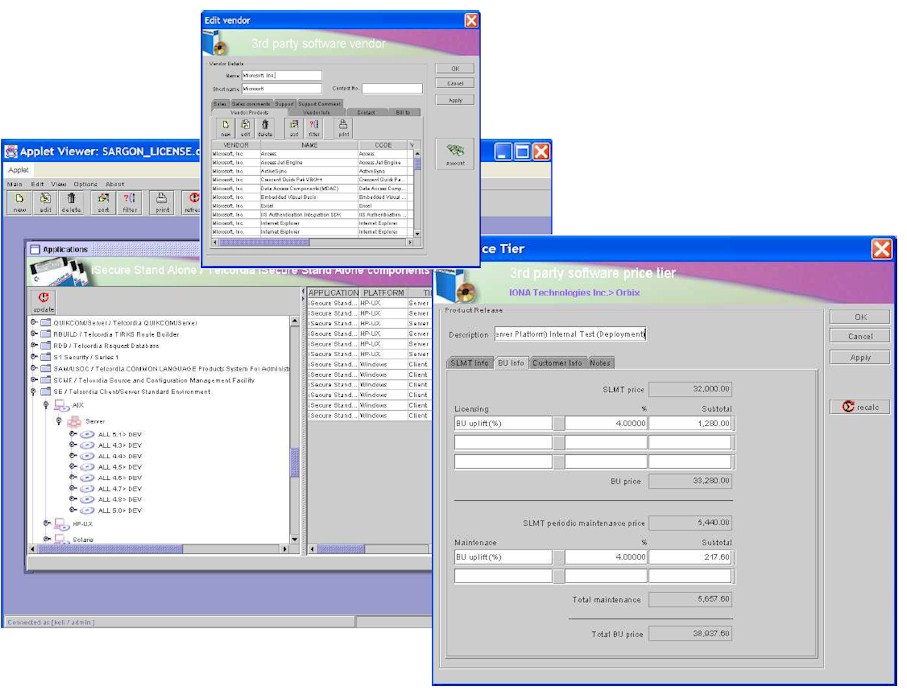 Edit vendor
3rd party software vendor
Vendor Details
Name Microsoft, Inc.
Short name Microsoft Contact No.
OK
Cancel
Apply
Sales Sales comments Support Support Comment
Vendor Products Vendor Info Contact Bill to
new edit delete sort filter print
VENDOR NAME CODE
Microsoft, Inc. Access Access
Microsoft, Inc. Access Jet Engine Access Jet Engine
Microsoft, Inc. ActiveSync ActiveSync
Microsoft, Inc. Data Access Components (MDAC) Data Access Comp...
Microsoft, Inc. Embedded Visual Basic Embedded Visual ...
Microsoft, Inc. Excel Excel
Microsoft, Inc. IIS Authentication Integration SDK IIS Authentication ...
Microsoft, Inc. Internet Explorer Internet Explorer
Microsoft, Inc. Internet Explorer Internet Explorer
Applet Viewer: SARGON_LICENSE.
Applet
Main Edit View Options About
new edit delete sort filter print refre
Applications
iSecure Stand Alone / Telcordia iSecure Stand Alone components
update
QUIKCOM/Server / Telcordia QUIKCOM/Server
RBUILD / Telcordia TIRKS Route Builder
RDB / Telcordia Request Database
S1 Security / Series 1
SAMA/SOC / Telcordia COMMON LANGUAGE Products System For Administ
SCMF / Telcordia Source and Configuration Management Facility
SE / Telcordia Client/Server Standard Environment
AIX
Server
ALL 5.1> DEV
ALL 4.3> DEV
ALL 4.4> DEV
ALL 4.5> DEV
ALL 4.6> DEV
ALL 4.7> DEV
ALL 4.8> DEV
ALL 5.0> DEV
HP-UX
Solaris
APPLICATION PLATFORM TI
iSecure Stand... HP-UX Server
iSecure Stand... HP-UX Server
iSecure Stand... HP-UX Server
iSecure Stand... HP-UX Server
iSecure Stand... HP-UX Server
iSecure Stand... HP-UX Server
iSecure Stand... Windows Client
iSecure Stand... Windows Client
iSecure Stand... Windows Client
iSecure Stand... Windows Client
iSecure Stand... Windows Client
iSecure Stand... Windows Client
Connected as [kell / admin]
ce Tier
3rd party software price tier
IONA Technologies Inc.> Orbix
Product Release
Description erver Platform) Internal Test (Deployment)
OK
Cancel
Apply
recalc
SLMT Info BU Info Customer Info Notes
SLMT price 32,000.00
Licensing % Subtotal
BU uplift(%) 4.00000 1,280.00
BU price 33,280.00
SLMT periodic maintenance price 5,440.00
Maintenace % Subtotal
BU uplift(%) 4.00000 217.60
Total maintenance 5,657.60
Total BU price 38,937.60